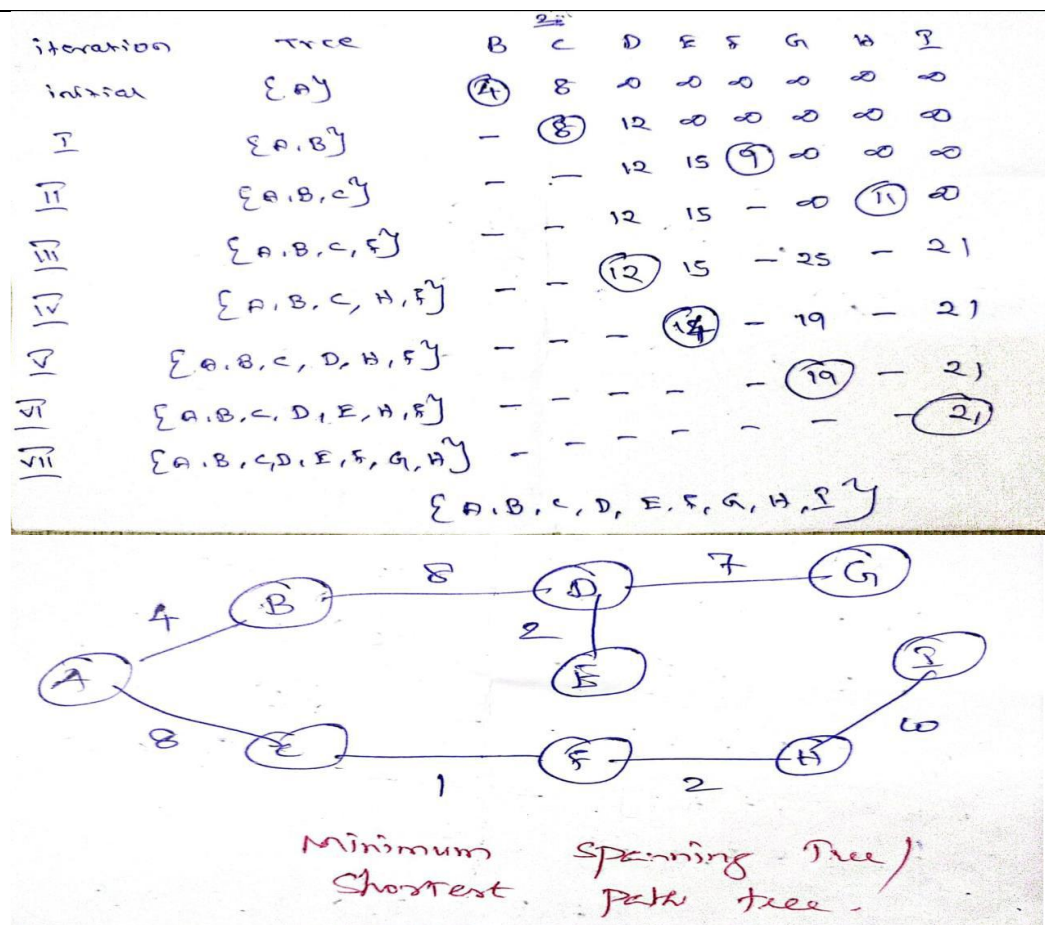 iteration Tree B C D E F G H I
initial {A} 4 8 ∞ ∞ ∞ ∞ ∞ ∞
I {A,B} - 8 12 ∞ ∞ ∞ ∞ ∞
II {A,B,C} - - 12 15 9 ∞ ∞ ∞
III {A,B,C,F} - - 12 15 - ∞ 11 ∞
IV {A,B,C,H,F} - - 12 15 - 25 - 21
V {A,B,C,D,H,F} - - - 14 - 19 - 21
VI {A,B,C,D,E,H,F} - - - - - 19 - 21
VII {A,B,C,D,E,F,G,H} - - - - - - - 21
{A,B,C,D,E,F,G,H,I}
4 B 8 D 7 G
2
A E I
8 C 1 F 2 H 10
Minimum Spanning Tree/
Shortest path tree.